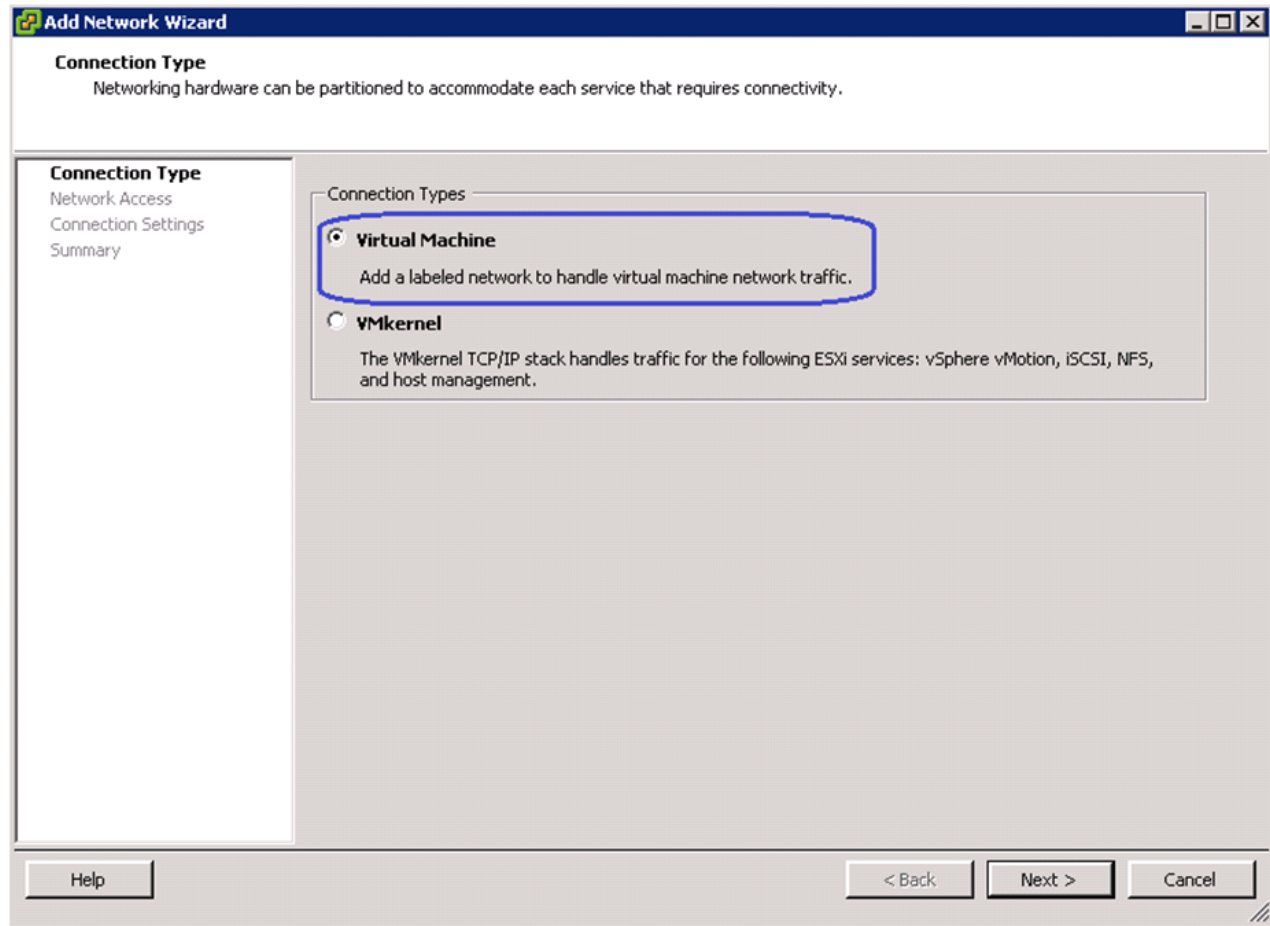 Add Network Wizard
Connection Type
Networking hardware can be partitioned to accommodate each service that requires connectivity.
Connection Type
Network Access
Connection Settings
Summary
Connection Types
Virtual Machine
Add a labeled network to handle virtual machine network traffic.
VMkernel
The VMkernel TCP/IP stack handles traffic for the following ESXi services: vSphere vMotion, iSCSI, NFS,
and host management.
Help
< Back
Next >
Cancel